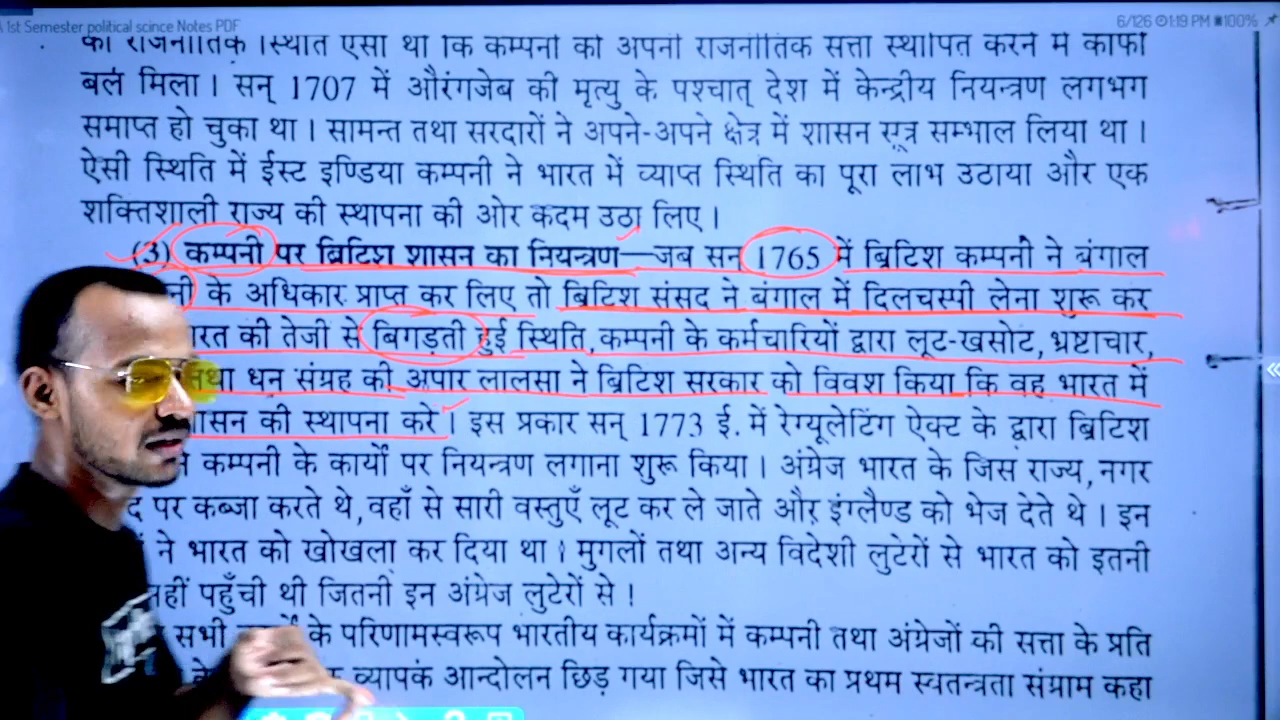 1st Semester political scince Notes PDF
6/126 1:19 PM 100%
की राजनीतिक स्थिति ऐसी थी कि कम्पनी को अपनी राजनीतिक सत्ता स्थापित करने में काफी
बल मिला। सन् 1707 में औरंगजेब की मृत्यु के पश्चात् देश में केन्द्रीय नियन्त्रण लगभग
समाप्त हो चुका था। सामन्त तथा सरदारों ने अपने-अपने क्षेत्र में शासन सूत्र सम्भाल लिया था।
ऐसी स्थिति में ईस्ट इण्डिया कम्पनी ने भारत में व्याप्त स्थिति का पूरा लाभ उठाया और एक
शक्तिशाली राज्य की स्थापना की ओर कदम उठा लिए।
(3) कम्पनी पर ब्रिटिश शासन का नियन्त्रण—जब सन् 1765 में ब्रिटिश कम्पनी ने बंगाल
नी के अधिकार प्राप्त कर लिए तो ब्रिटिश संसद ने बंगाल में दिलचस्पी लेना शुरू कर
रत की तेजी से बिगड़ती हुई स्थिति, कम्पनी के कर्मचारियों द्वारा लूट-खसोट, भ्रष्टाचार,
तथा धन संग्रह की अपार लालसा ने ब्रिटिश सरकार को विवश किया कि वह भारत में
ासन की स्थापना करे। इस प्रकार सन् 1773 ई. में रेग्यूलेटिंग ऐक्ट के द्वारा ब्रिटिश
कम्पनी के कार्यों पर नियन्त्रण लगाना शुरू किया। अंग्रेज भारत के जिस राज्य, नगर
पर कब्जा करते थे, वहाँ से सारी वस्तुएँ लूट कर ले जाते और इंग्लैण्ड को भेज देते थे। इन
ने भारत को खोखला कर दिया था। मुगलों तथा अन्य विदेशी लुटेरों से भारत को इतनी
नहीं पहुँची थी जितनी इन अंग्रेज लुटेरों से!
सभी के परिणामस्वरूप भारतीय कार्यक्रमों में कम्पनी तथा अंग्रेजों की सत्ता के प्रति
व्यापक आन्दोलन छिड़ गया जिसे भारत का प्रथम स्वतन्त्रता संग्राम कहा